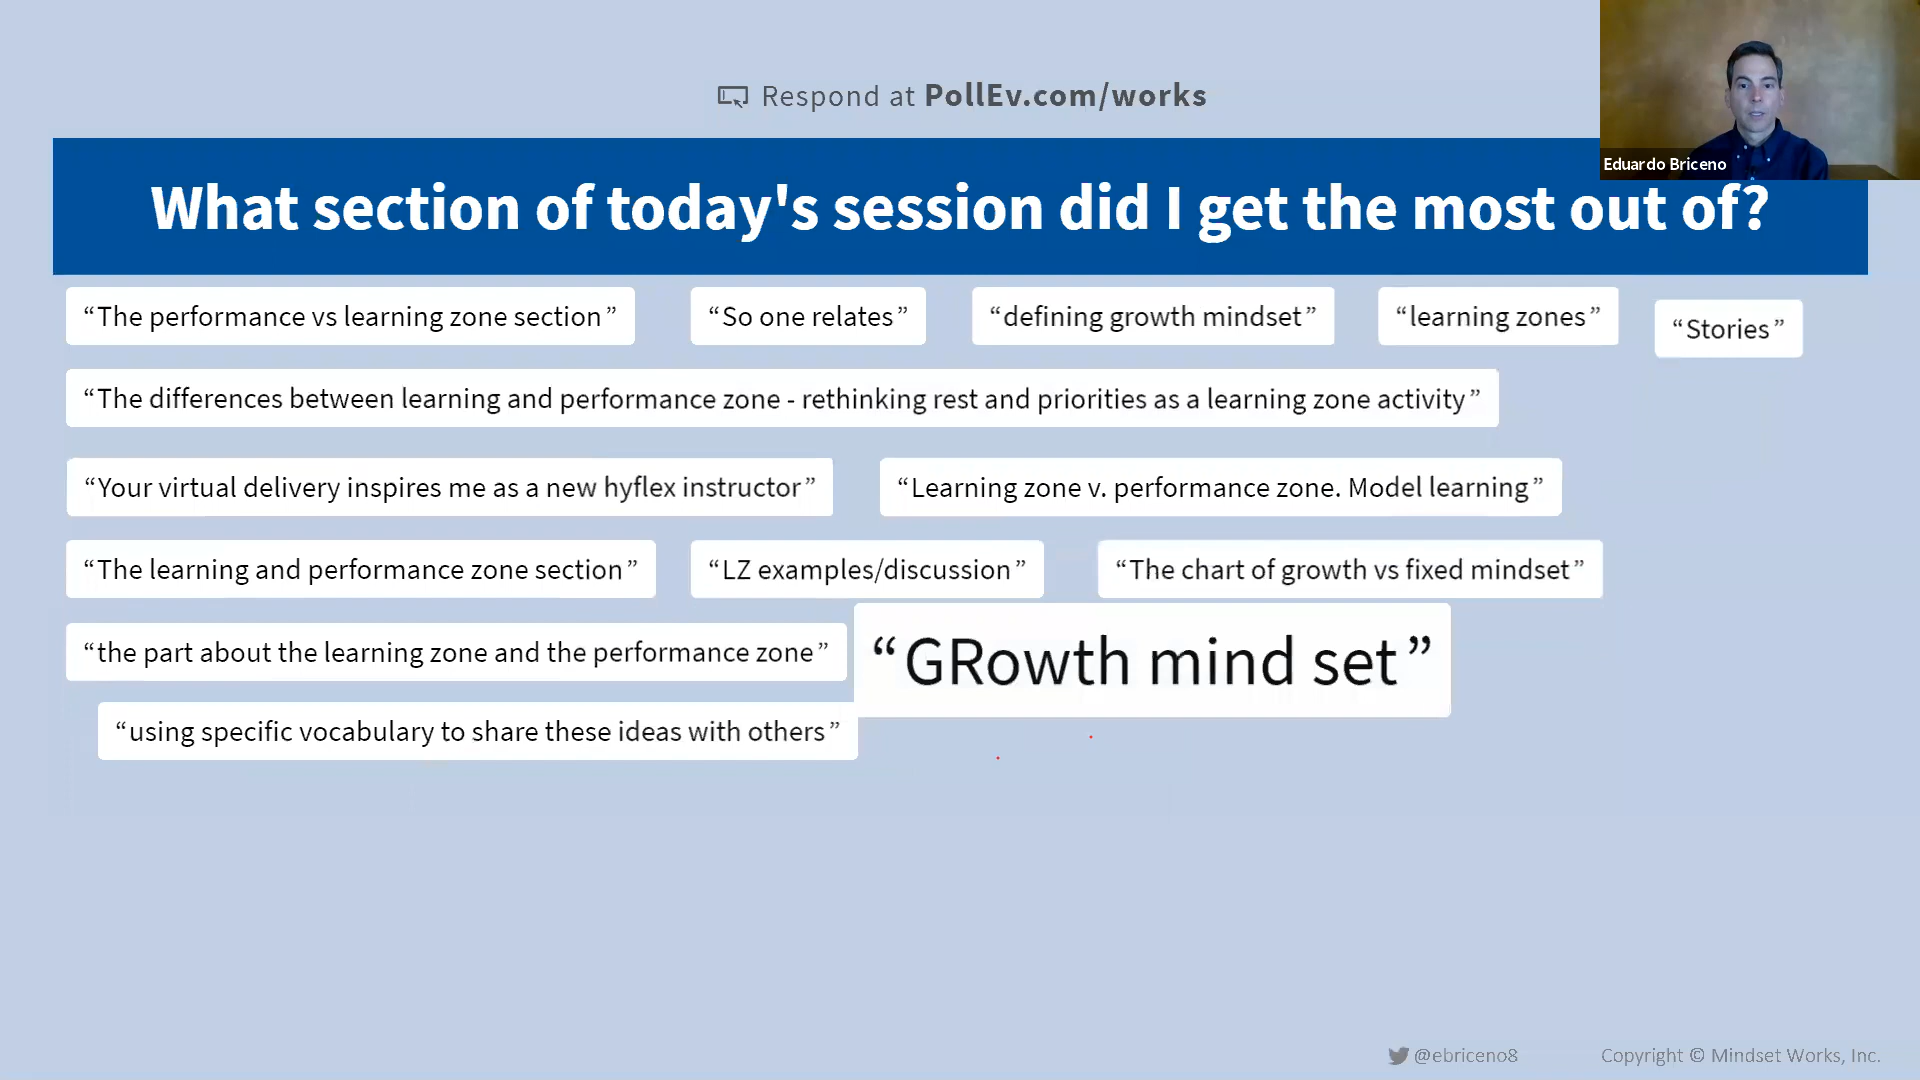 Respond at PollEv.com/works
Eduardo Briceno
What section of today's session did I get the most out of?
“The performance vs learning zone section”
“So one relates”
“defining growth mindset”
“learning zones”
“Stories”
“The differences between learning and performance zone - rethinking rest and priorities as a learning zone activity”
“Your virtual delivery inspires me as a new hyflex instructor”
“Learning zone v. performance zone. Model learning”
“The learning and performance zone section”
“LZ examples/discussion”
“The chart of growth vs fixed mindset”
“the part about the learning zone and the performance zone”
“GRowth mind set”
“using specific vocabulary to share these ideas with others”
@ebriceno8
Copyright © Mindset Works, Inc.